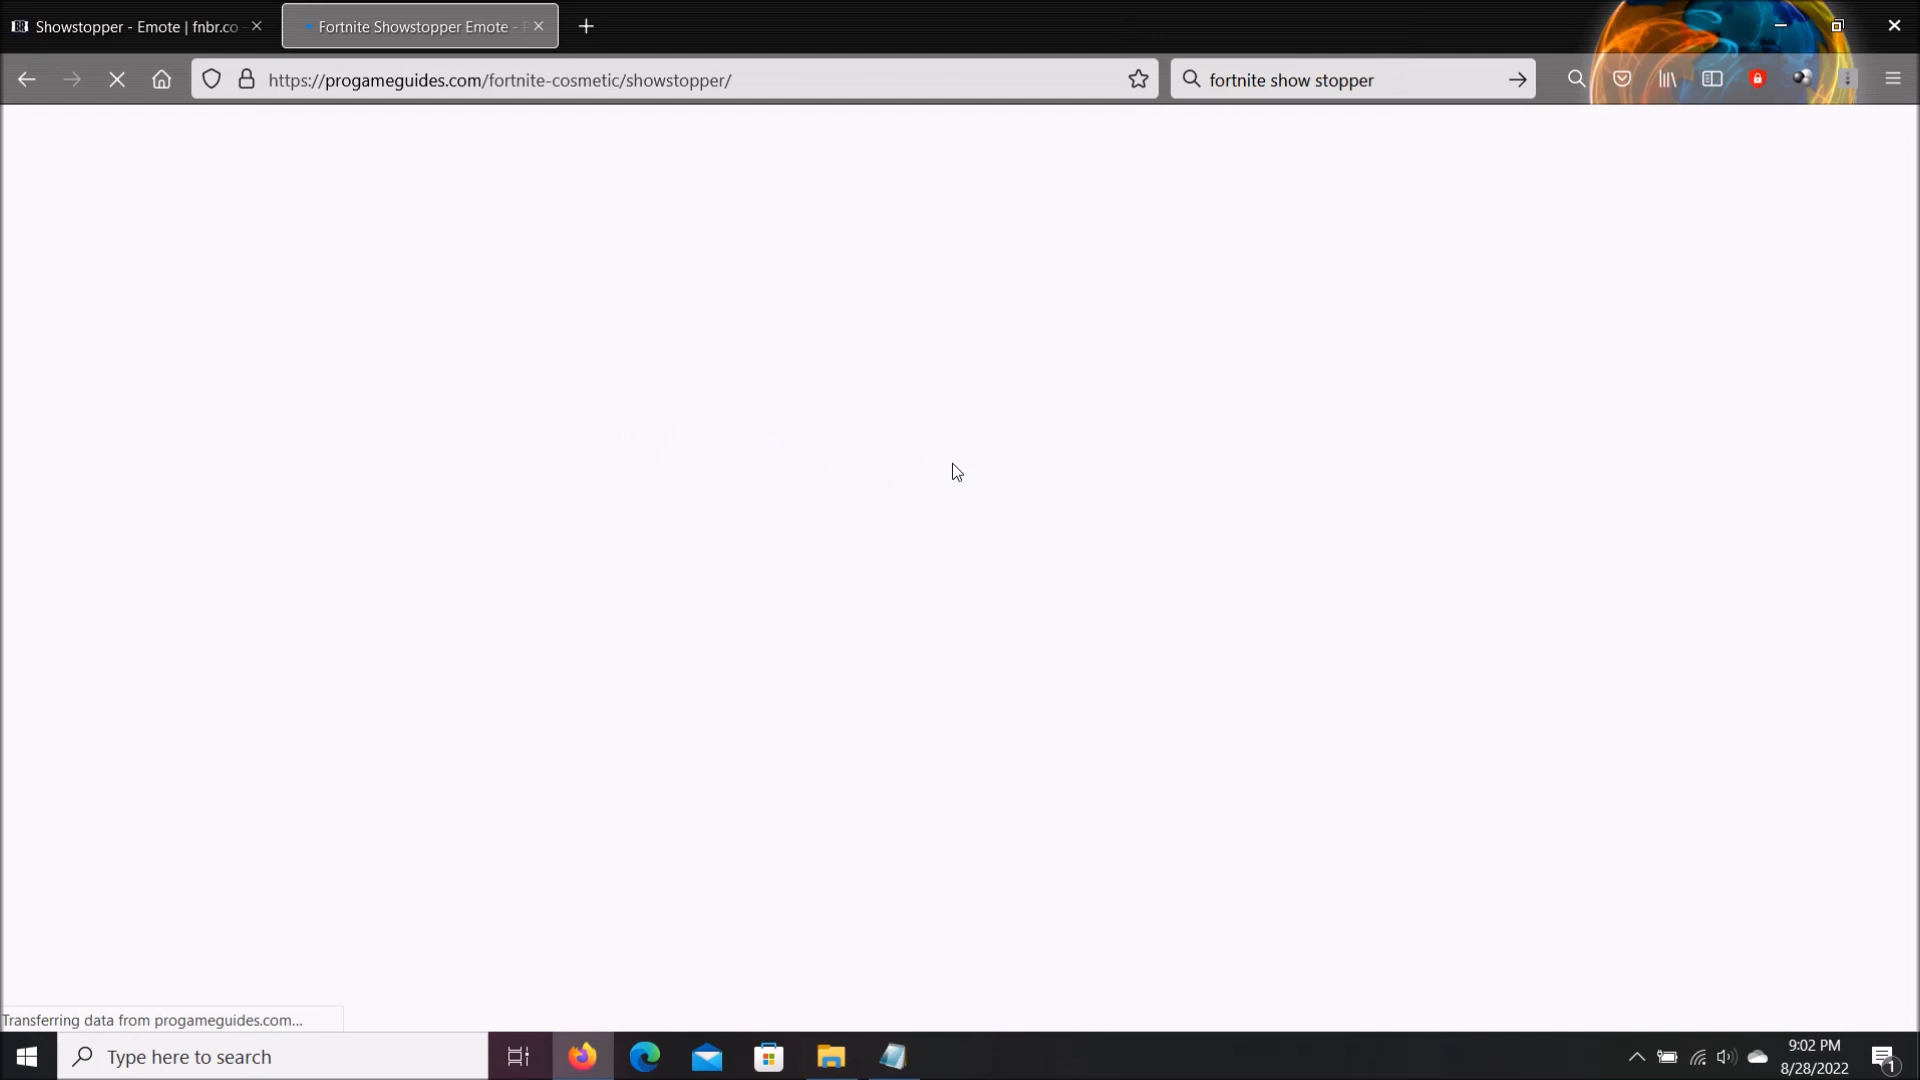 Showstopper - Emote | fnbr.co
Fortnite Showstopper Emote -
https://progameguides.com/fortnite-cosmetic/showstopper/
fortnite show stopper
Transferring data from progameguides.com...
Type here to search
9:02 PM
8/28/2022
1